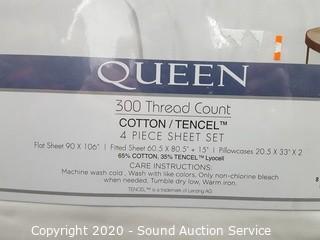 QUEEN
300 Thread Count
COTTON / TENCEL™
4 PIECE SHEET SET
Flat Sheet 90 X 106" | Fitted Sheet 60.5 X 80.5" + 15" | Pillowcases 20.5 X 33" X 2
65% COTTON, 35% TENCEL™ Lyocell
CARE INSTRUCTIONS:
Machine wash cold, Wash with like colors, Only non-chlorine bleach
when needed, Tumble dry low, Warm iron.
TENCEL™ is a trademark of Lenzing AG
Copyright 2020 - Sound Auction Service